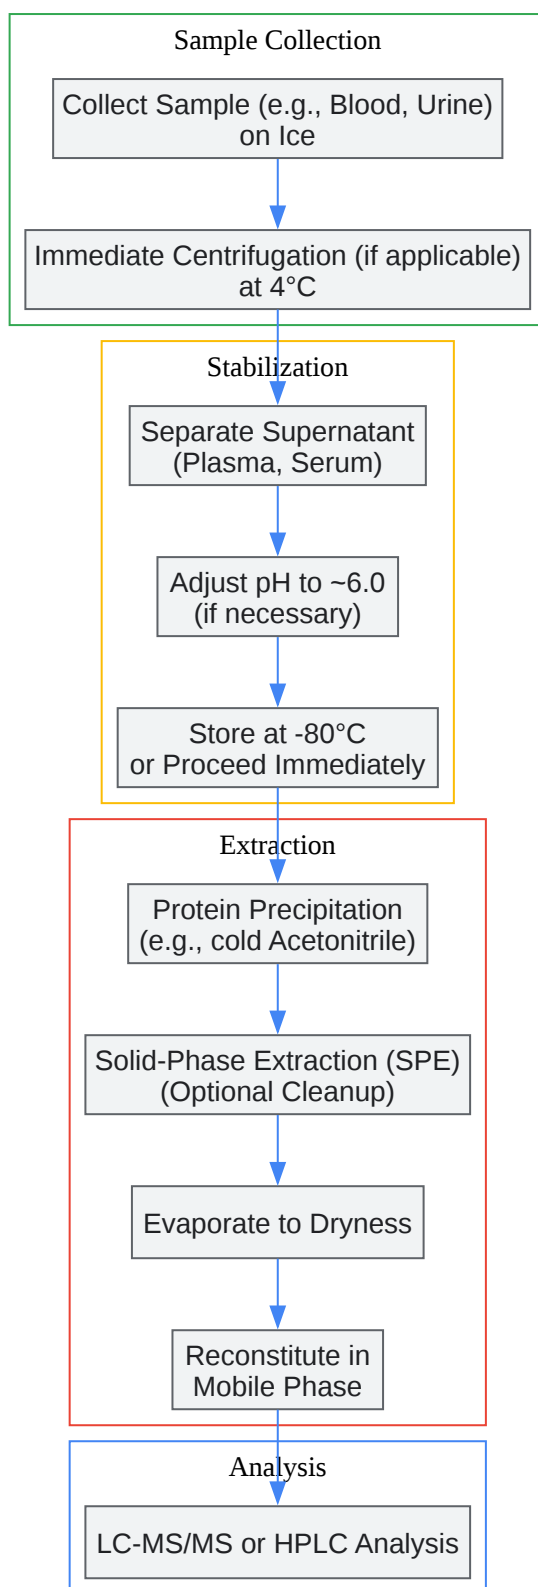 Sample Collection
Collect Sample (e.g., Blood, Urine)
on Ice
Immediate Centrifugation (if applicable)
at 4°C
Stabilization
Separate Supernatant
(Plasma, Serum)
Adjust pH to ~6.0
(if necessary)
Store at -80°C
or Proceed Immediately
Extraction
Protein Precipitation
(e.g., cold Acetonitrile)
Solid-Phase Extraction (SPE)
(Optional Cleanup)
Evaporate to Dryness
Reconstitute in
Mobile Phase
Analysis
LC-MS/MS or HPLC Analysis